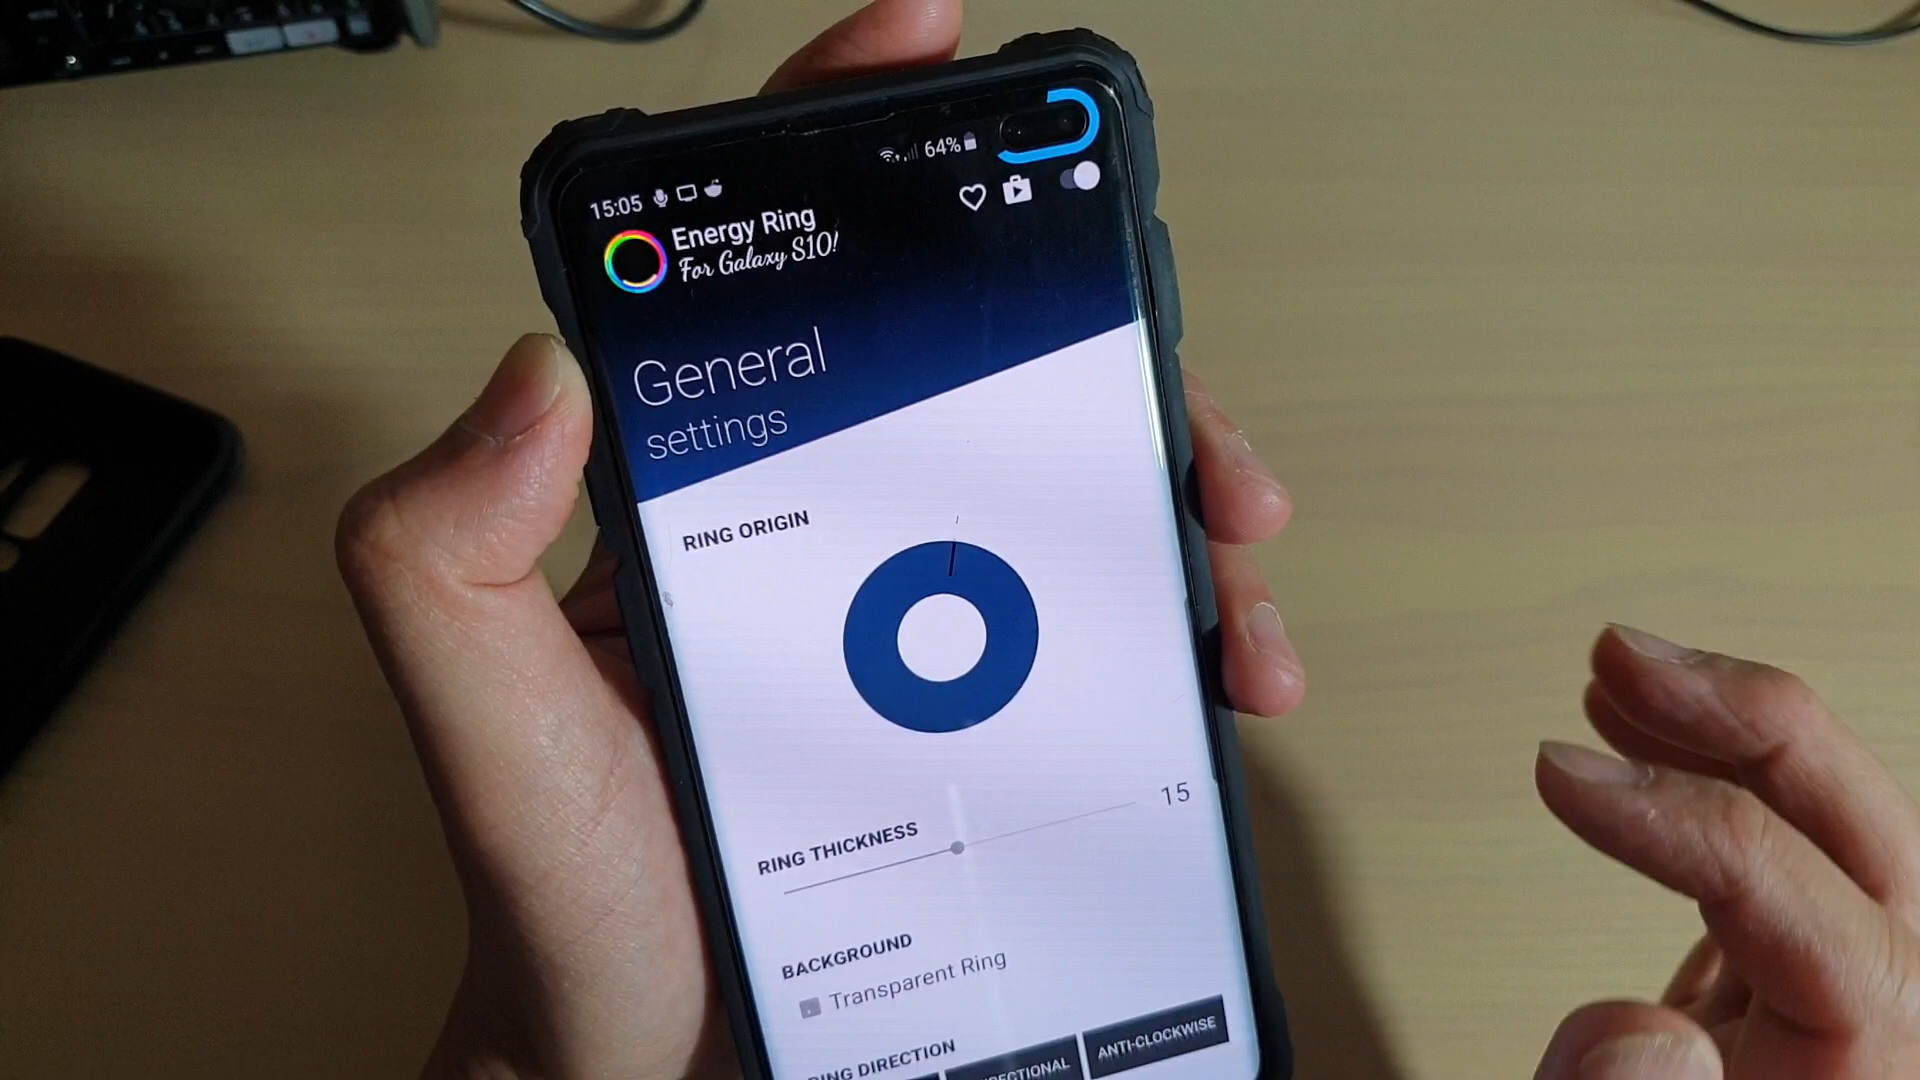 15:05 64%
Energy Ring
For Galaxy S10!
General
settings
RING ORIGIN
RING THICKNESS 15
BACKGROUND
Transparent Ring
DIRECTION
ANTI-CLOCKWISE